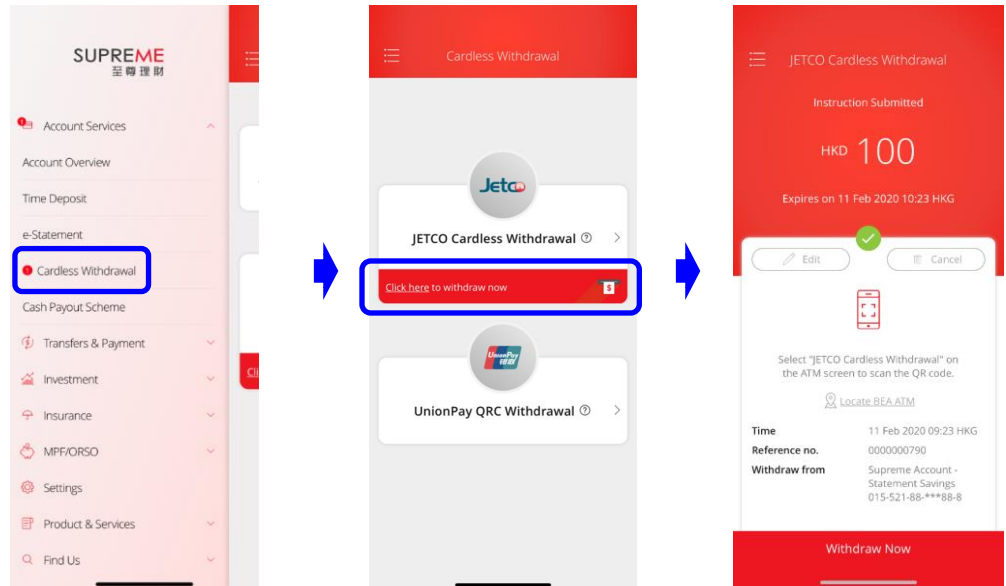 SUPREME
至尊理財
Account Services
Account Overview
Time Deposit
e-Statement
Cardless Withdrawal
Cash Payout Scheme
Transfers & Payment
Investment
Insurance
MPF/ORSO
Settings
Product & Services
Find Us
Cli
Cardless Withdrawal
Jetco
JETCO Cardless Withdrawal
Click here to withdraw now
$
UnionPay
银联
UnionPay QRC Withdrawal
JETCO Cardless Withdrawal
Instruction Submitted
HKD 100
Expires on 11 Feb 2020 10:23 HKG
Edit
Cancel
Select "JETCO Cardless Withdrawal" on
the ATM screen to scan the QR code.
Locate BEA ATM
Time 11 Feb 2020 09:23 HKG
Reference no. 0000000790
Withdraw from Supreme Account -
Statement Savings
015-521-88-***88-8
Withdraw Now